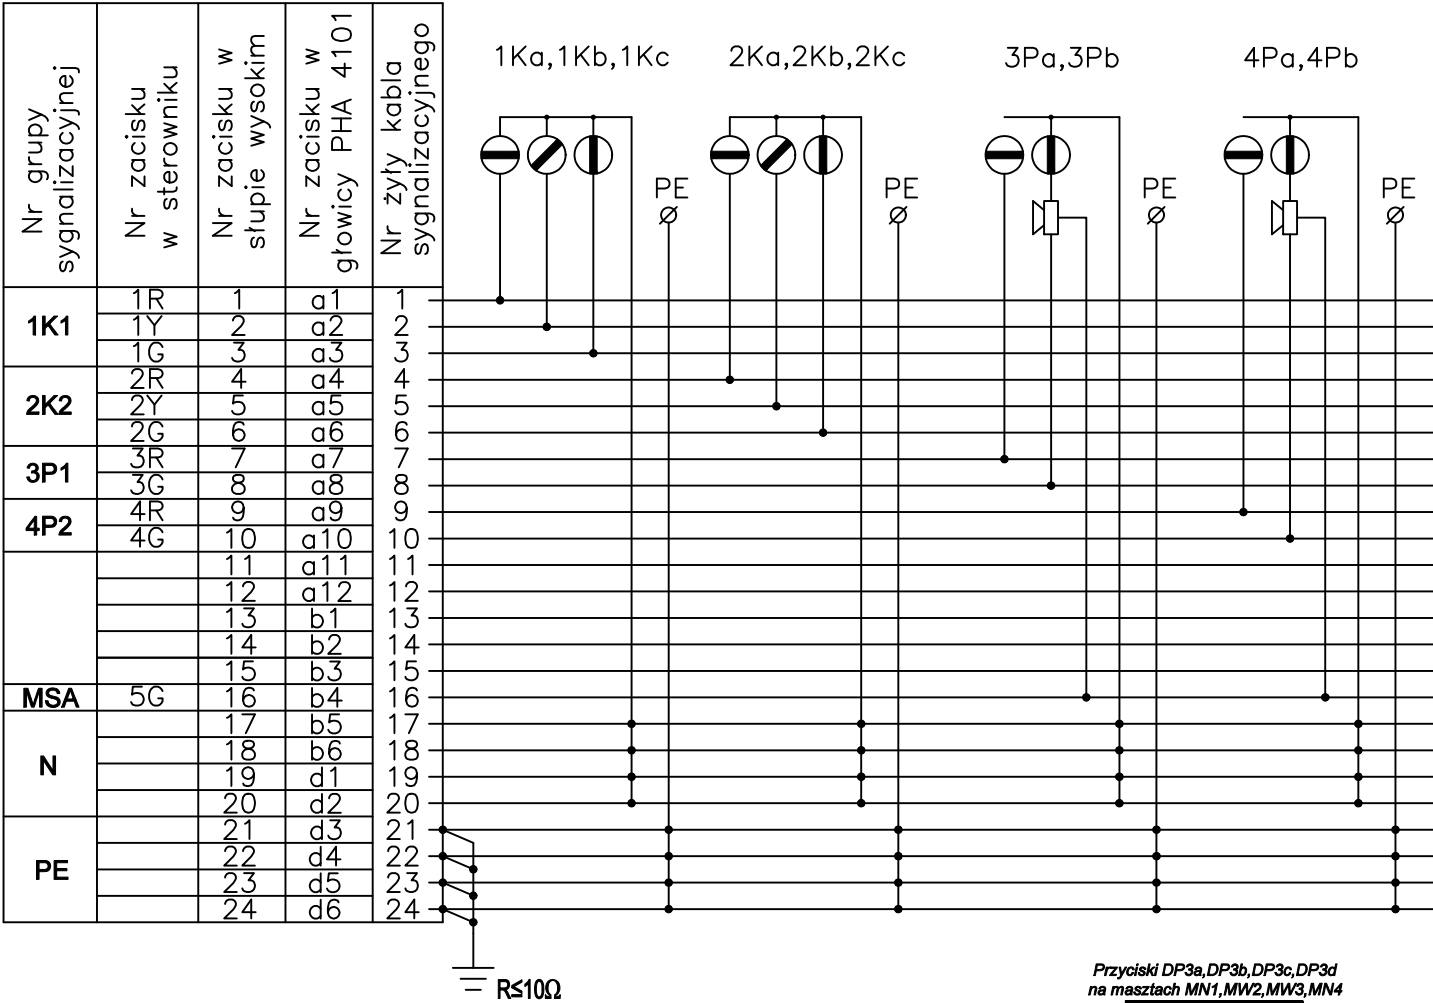 Nr grupy
sygnalizacyjnej
Nr zacisku
w sterowniku
Nr zacisku w
słupie wysokim
Nr zacisku w
głowicy PHA 4101
Nr żyły kabla
sygnalizacyjnego
1Ka,1Kb,1Kc
2Ka,2Kb,2Kc
3Pa,3Pb
4Pa,4Pb
PE
PE
PE
PE
1K1
1R 1 a1 1
1Y 2 a2 2
1G 3 a3 3
2K2
2R 4 a4 4
2Y 5 a5 5
2G 6 a6 6
3P1
3R 7 a7 7
3G 8 a8 8
4P2
4R 9 a9 9
4G 10 a10 10
11 a11 11
12 a12 12
13 b1 13
14 b2 14
15 b3 15
MSA 5G 16 b4 16
N
17 b5 17
18 b6 18
19 d1 19
20 d2 20
PE
21 d3 21
22 d4 22
23 d5 23
24 d6 24
R≤10Ω
Przyciski DP3a,DP3b,DP3c,DP3d
na masztach MN1,MW2,MW3,MN4